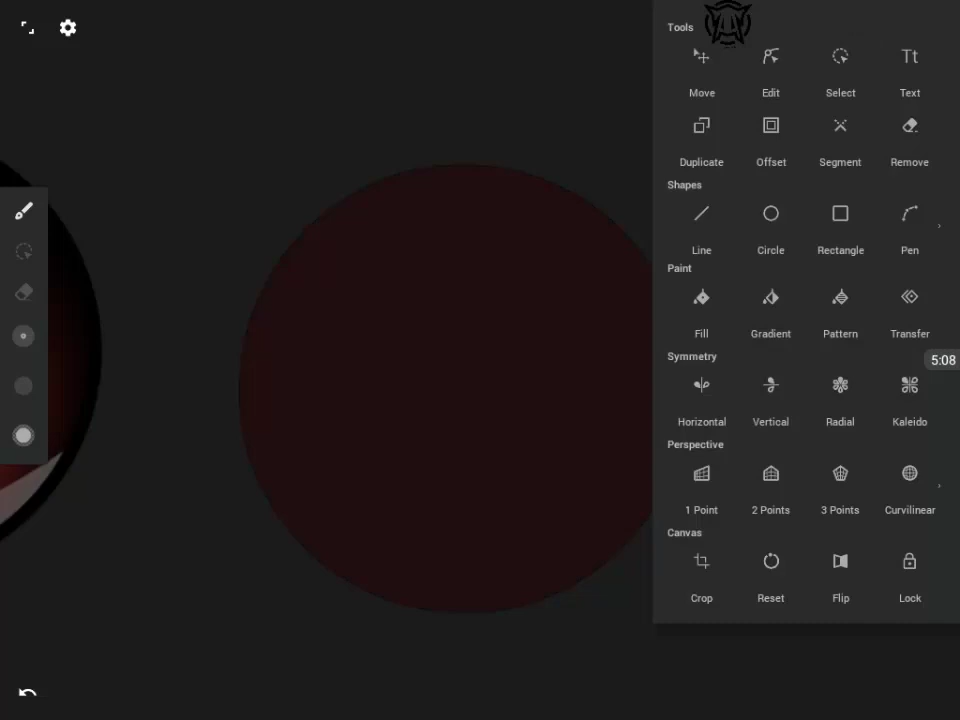 Tools
Move Edit Select Text
Tt
Duplicate Offset Segment Remove
Shapes
Line Circle Rectangle Pen
Paint
Fill Gradient Pattern Transfer
Symmetry
5:08
Horizontal Vertical Radial Kaleido
Perspective
1 Point 2 Points 3 Points Curvilinear
Canvas
Crop Reset Flip Lock